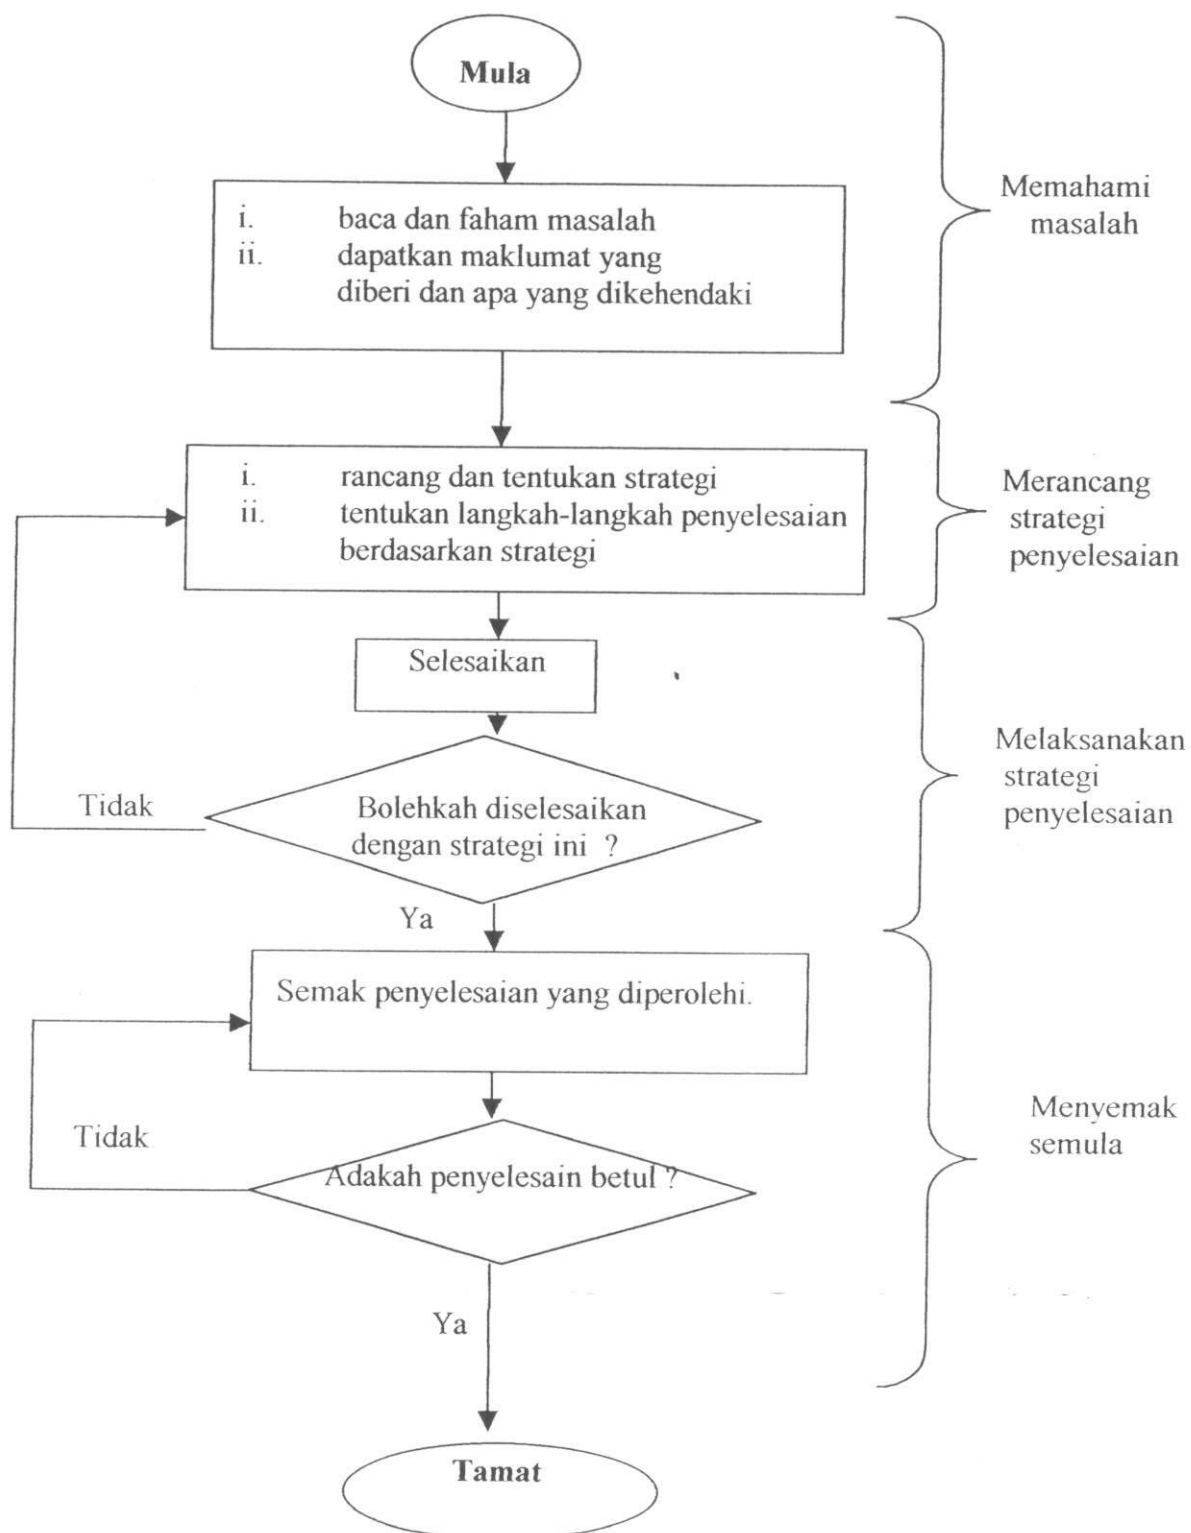 Mula
i. baca dan faham masalah
ii. dapatkan maklumat yang
diberi dan apa yang dikehendaki
Memahami
masalah
i. rancang dan tentukan strategi
ii. tentukan langkah-langkah penyelesaian
berdasarkan strategi
Merancang
strategi
penyelesaian
Selesaikan
Bolehkah diselesaikan
dengan strategi ini ?
Tidak
Ya
Melaksanakan
strategi
penyelesaian
Semak penyelesaian yang diperolehi.
Adakah penyelesain betul ?
Tidak
Ya
Menyemak
semula
Tamat